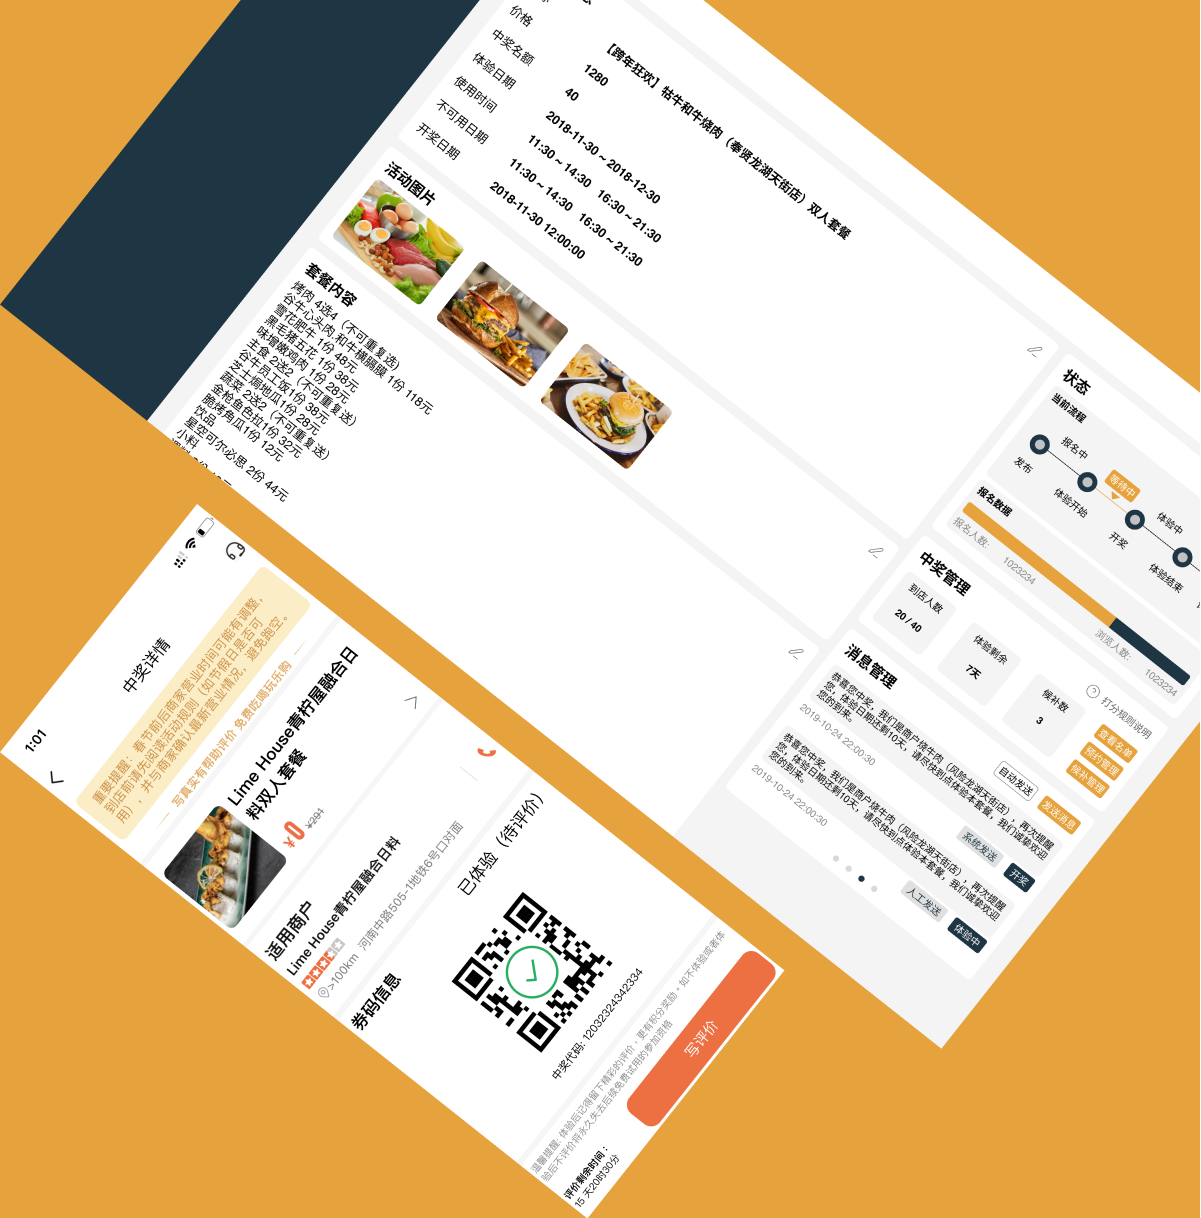 价格
1280
中奖名额
40
体验日期
2018-11-30 ~ 2018-12-30
使用时间
11:30 ~ 14:30 16:30 ~ 21:30
不可用日期
11:30 ~ 14:30 16:30 ~ 21:30
开奖日期
2018-11-30 12:00:00
【跨年狂欢】牯牛和牛烧肉（奉贤龙湖天街店）双人套餐
活动图片
套餐内容
烤肉 4选4（不可重复选）
谷牛心头肉 和牛横膈膜 1份 118元
雪花肥牛 1份 48元
黑毛猪五花 1份 38元
味增嫩鸡肉 1份 28元
主食 2送2（不可重复送）
谷牛员工饭1份 38元
芝士焗地瓜1份 28元
蔬菜 2送2（不可重复送）
金枪鱼色拉1份 32元
脆烤角瓜1份 12元
饮品
星空可尔必思 2份 44元
小料
状态
当前流程
报名中
等待中
体验中
发布
体验开始
开奖
体验结束
报名数据
报名人数:
1023234
浏览人数:
1023234
中奖管理
打分规则说明
到店人数
20 / 40
体验剩余
7天
候补数
3
查看名单
预约管理
候补管理
消息管理
自动发送
发送消息
恭喜您中奖，我们是商户烧牛肉（风险龙湖天街店），再次提醒
您，体验日期还剩10天，请尽快到点体验本套餐，我们诚挚欢迎
您的到来。
2019-10-24 22:00:30
系统发送
开奖
恭喜您中奖，我们是商户烧牛肉（风险龙湖天街店），再次提醒
您，体验日期还剩10天，请尽快到点体验本套餐，我们诚挚欢迎
您的到来。
2019-10-24 22:00:30
人工发送
体验中
1:01
中奖详情
重要提醒：春节前后商家营业时间可能有调整，
到店前请先阅读活动规则（如节假日是否可
用），并与商家确认最新营业情况，避免跑空。
写真实有帮助评价 免费吃喝玩乐购
Lime House青柠屋融合日
料双人套餐
¥0
¥291
适用商户
Lime House青柠屋融合日料
>100km 河南中路505-1地铁6号口对面
券码信息
已体验（待评价）
中奖代码: 12032324342334
温馨提醒: 体验后记得留下精彩的评价，更有积分奖励，如不体验或者体
验后不评价将永久失去后续免费试用的参加资格
评价剩余时间：
15 天20时30分
写评价